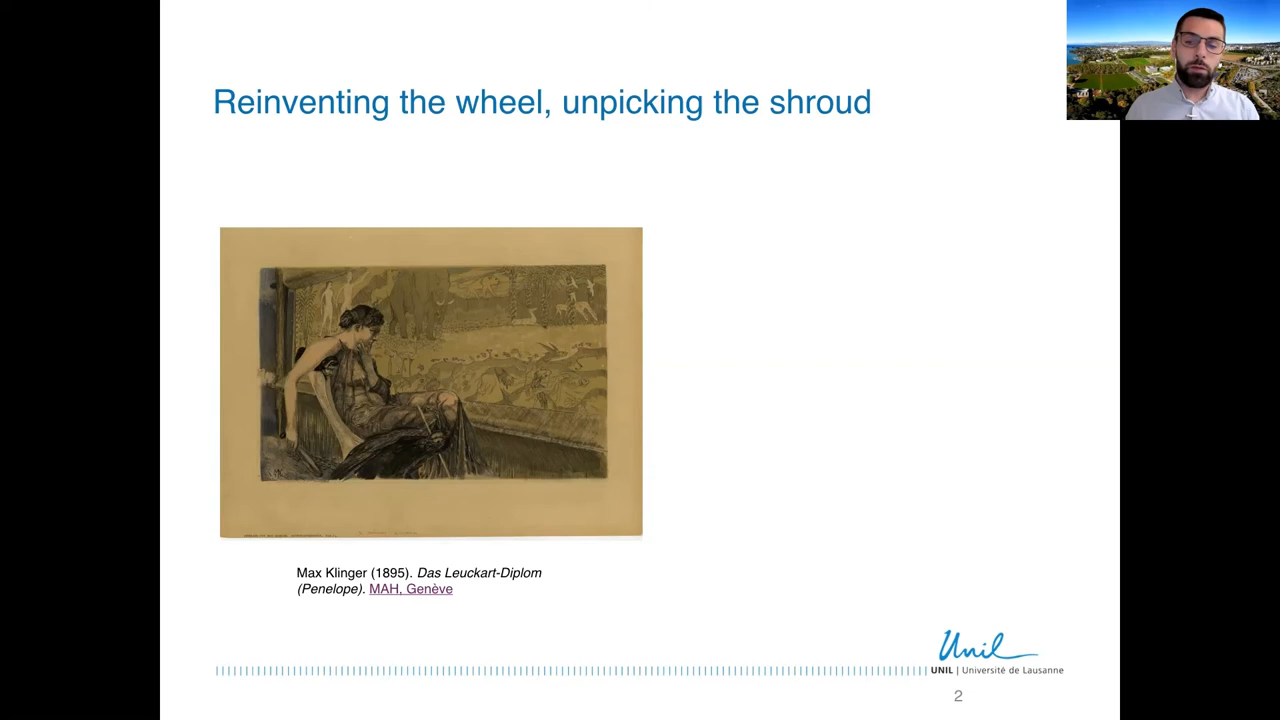 Reinventing the wheel, unpicking the shroud
Max Klinger (1895). Das Leuckart-Diplom
(Penelope). MAH, Genève
Unil
UNIL | Université de Lausanne
2